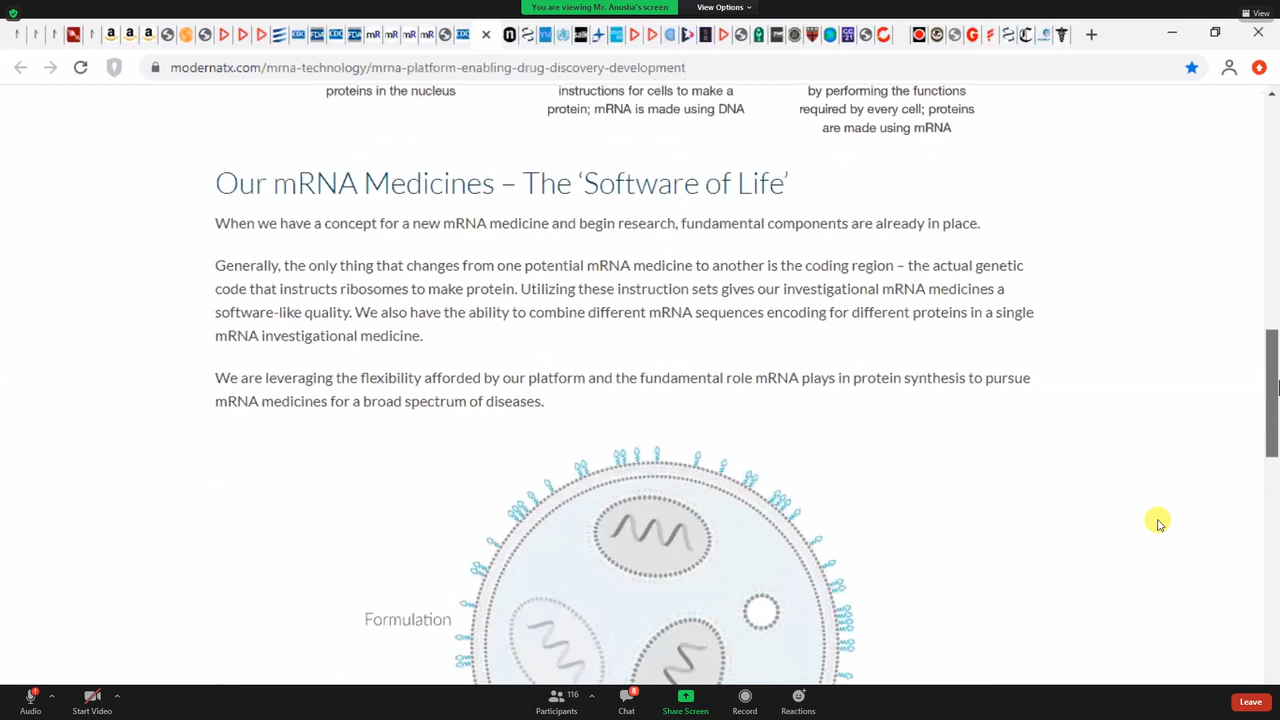 You are viewing Mr. Anusha's screen
View Options
View
modernatx.com/mrna-technology/mrna-platform-enabling-drug-discovery-development
proteins in the nucleus
instructions for cells to make a
protein; mRNA is made using DNA
by performing the functions
required by every cell; proteins
are made using mRNA
Our mRNA Medicines – The ‘Software of Life’
When we have a concept for a new mRNA medicine and begin research, fundamental components are already in place.
Generally, the only thing that changes from one potential mRNA medicine to another is the coding region – the actual genetic
code that instructs ribosomes to make protein. Utilizing these instruction sets gives our investigational mRNA medicines a
software-like quality. We also have the ability to combine different mRNA sequences encoding for different proteins in a single
mRNA investigational medicine.
We are leveraging the flexibility afforded by our platform and the fundamental role mRNA plays in protein synthesis to pursue
mRNA medicines for a broad spectrum of diseases.
Formulation
Audio
Start Video
116
Participants
8
Chat
Share Screen
Record
Reactions
Leave